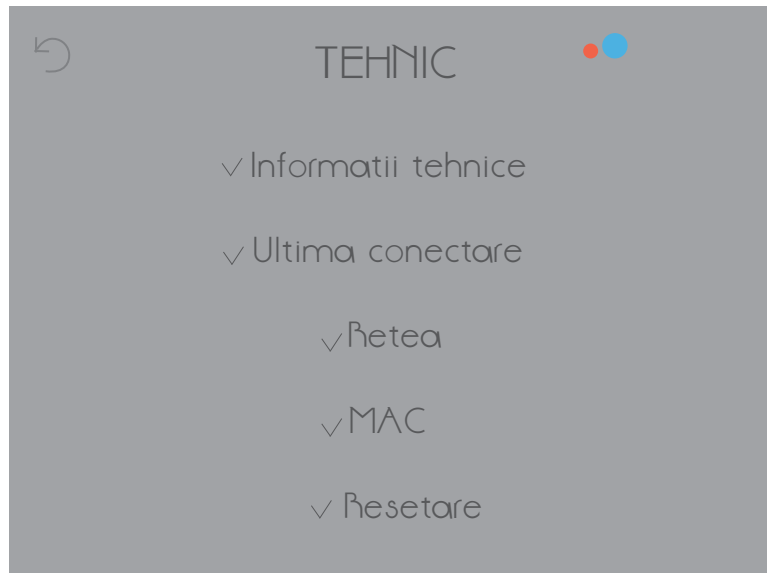 TEHNIC
Informatii tehnice
Ultima conectare
Retea
MAC
Resetare